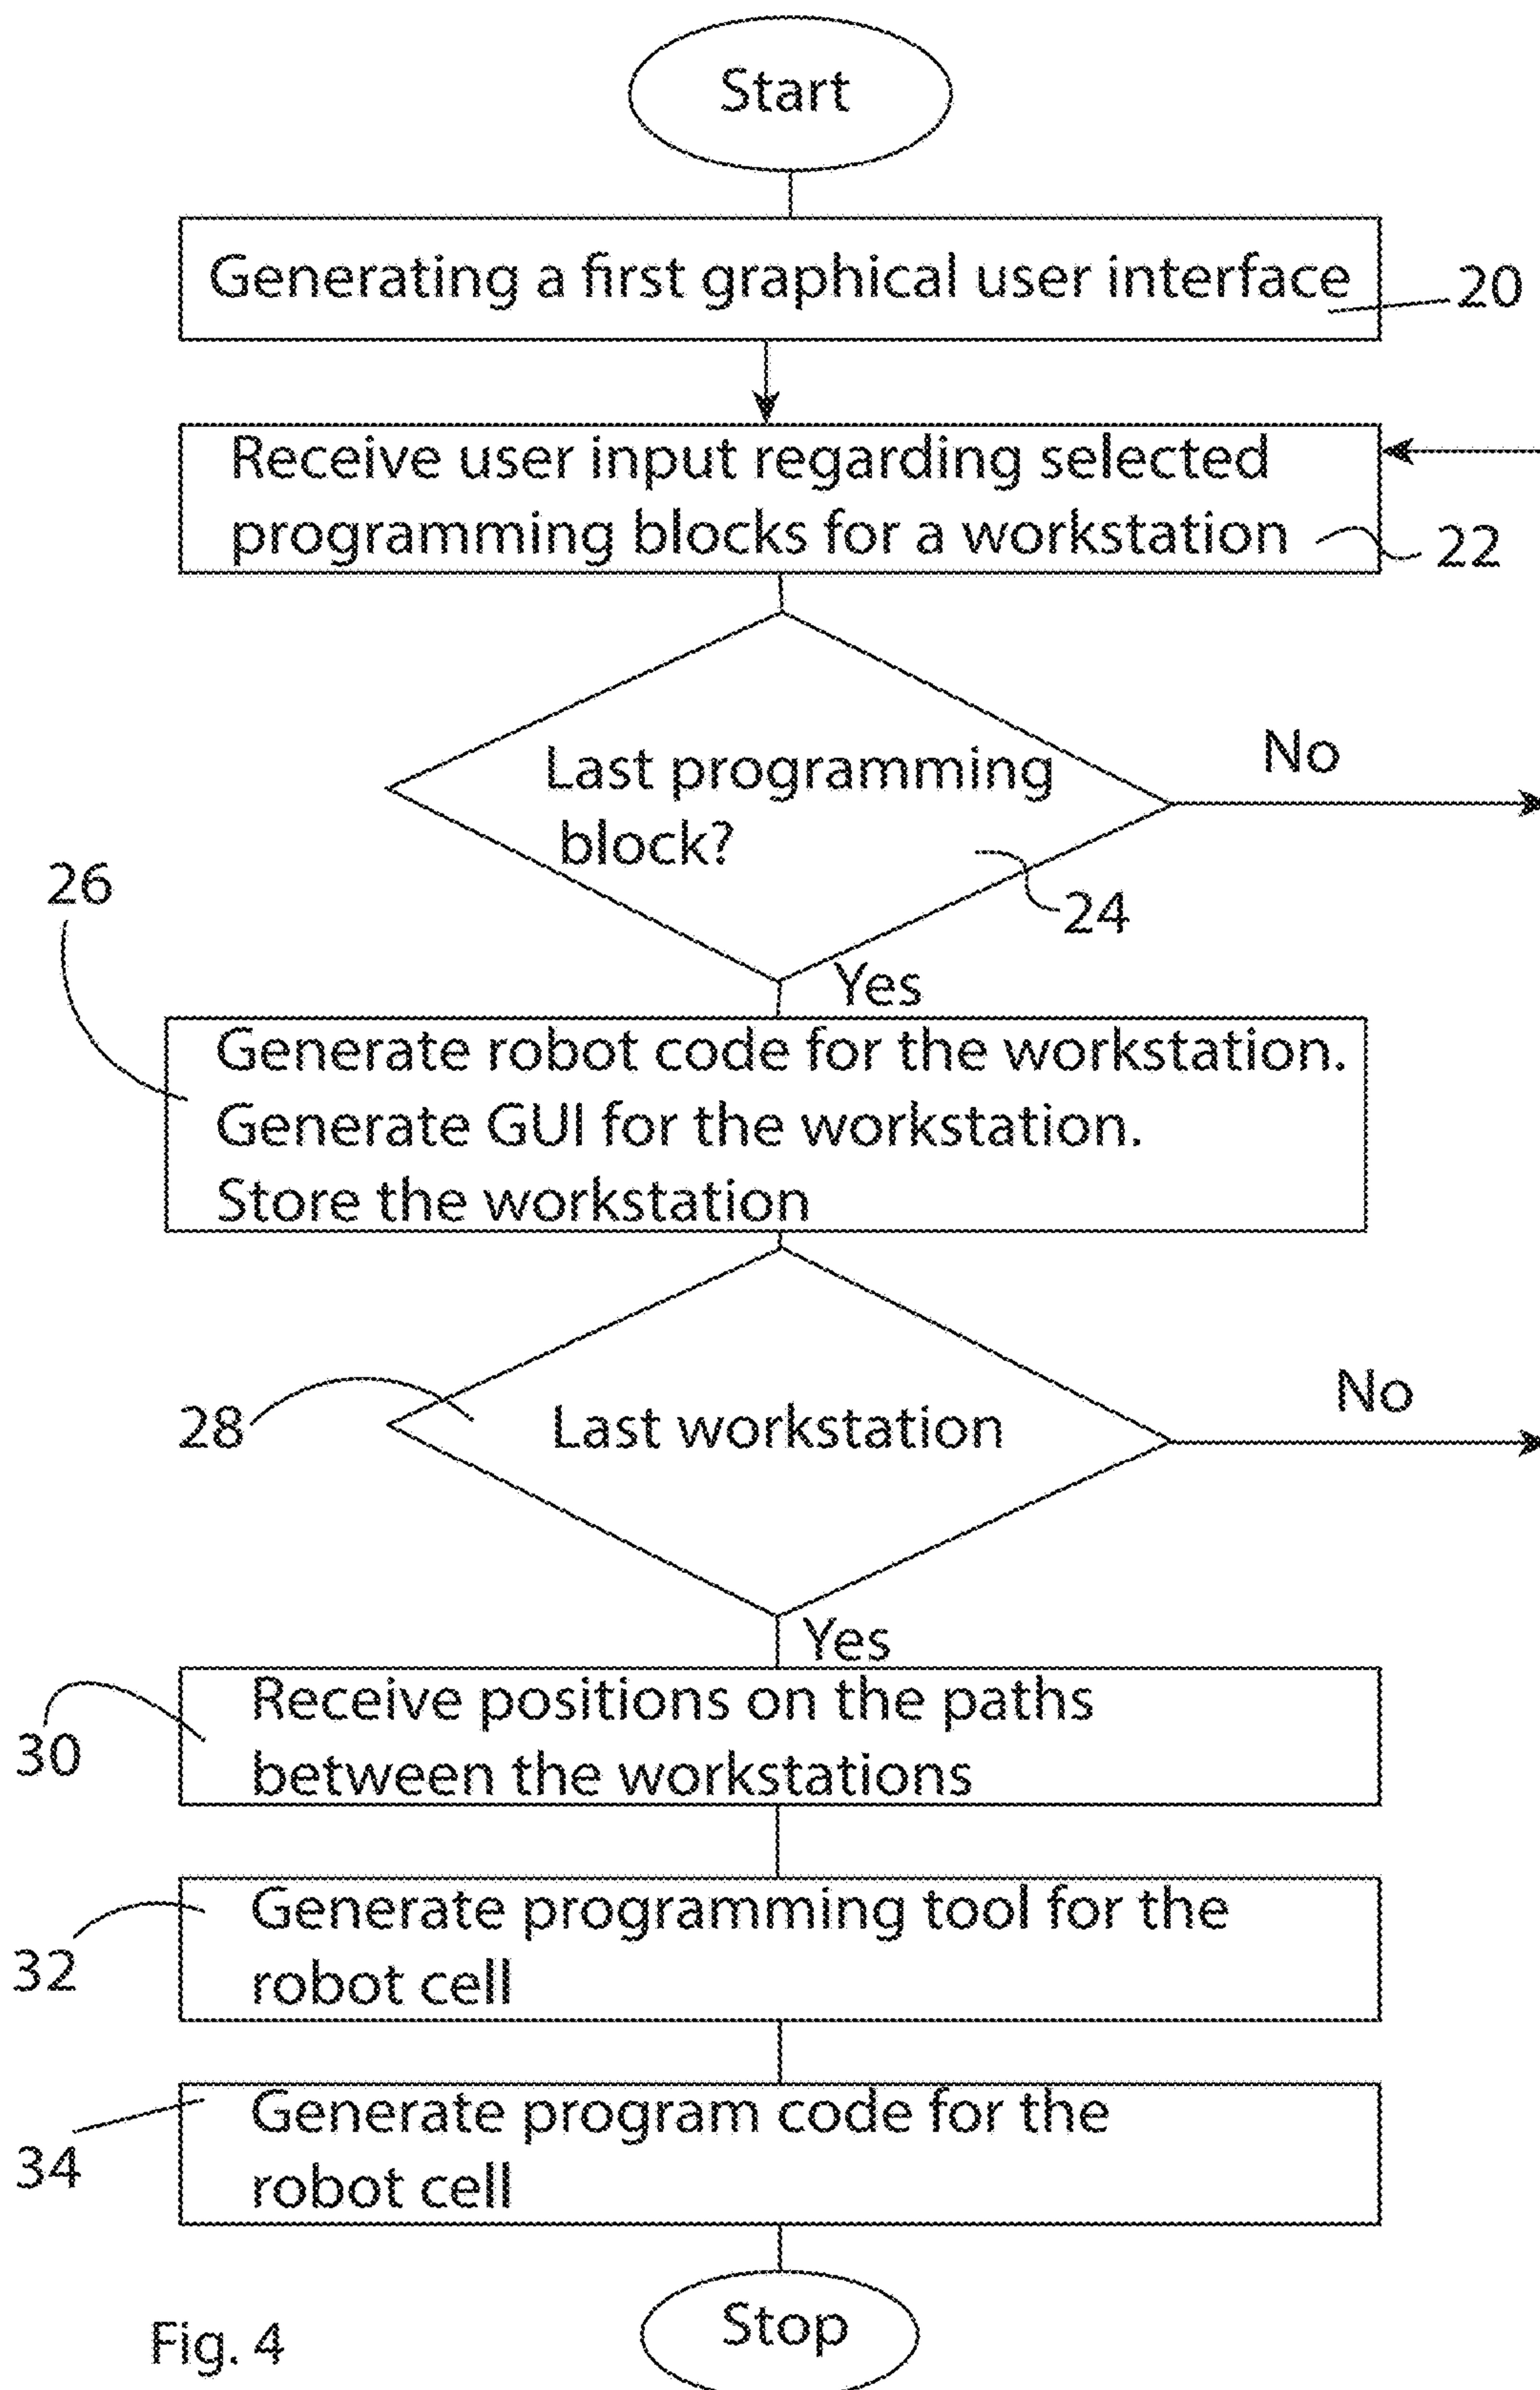 Start
Generating a first graphical user interface
20
Receive user input regarding selected
programming blocks for a workstation
22
Last programming
block?
No
24
26
Yes
Generate robot code for the workstation.
Generate GUI for the workstation.
Store the workstation
28
Last workstation
No
Yes
Receive positions on the paths
between the workstations
30
Generate programming tool for the
robot cell
32
Generate program code for the
robot cell
34
Stop
Fig. 4